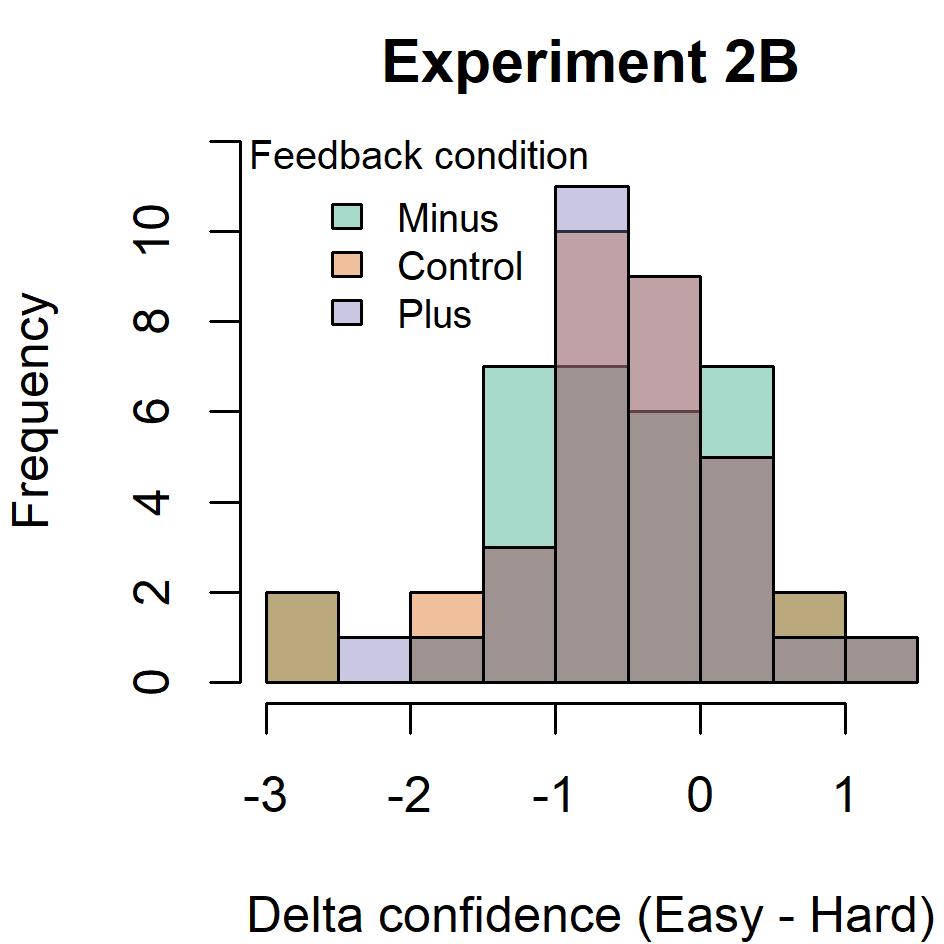 Experiment 2B
Feedback condition
Minus
Control
Plus
Frequency
0
2
4
6
8
10
-3
-2
-1
0
1
Delta confidence (Easy - Hard)